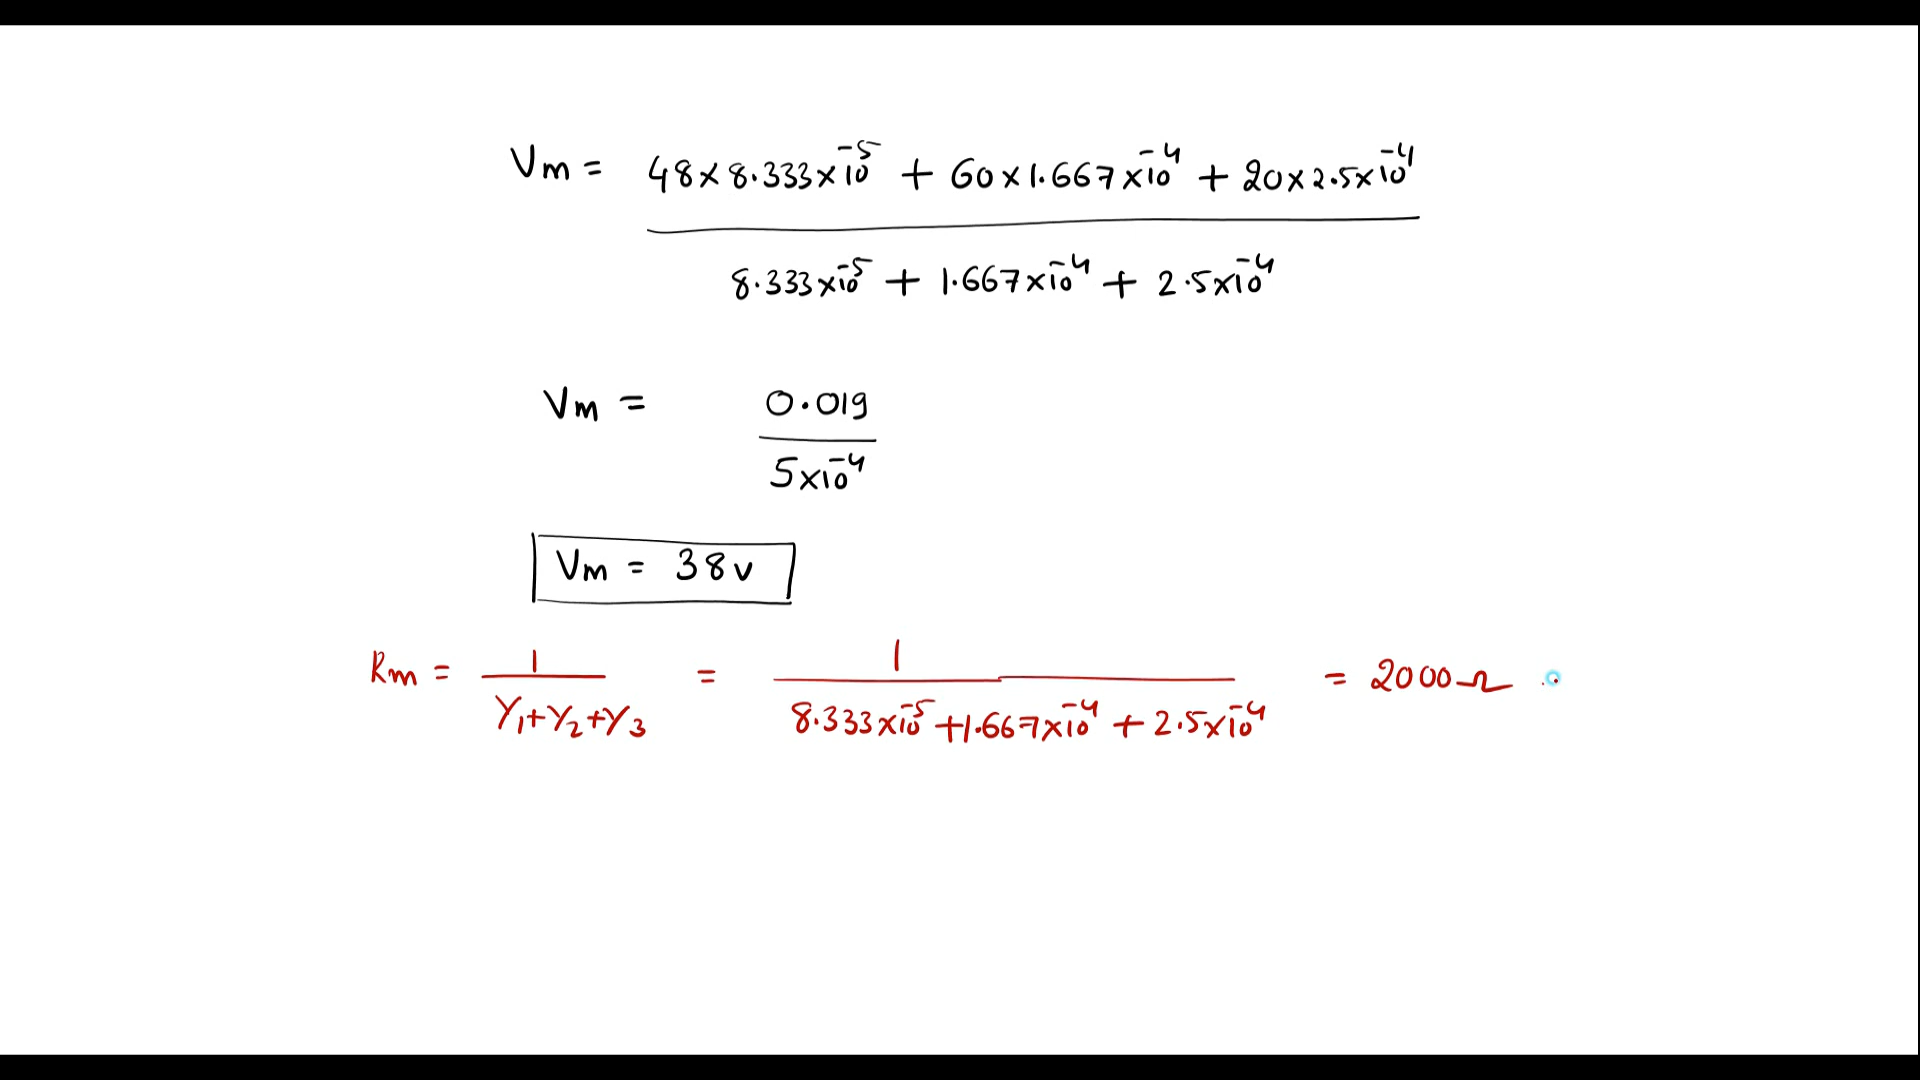 Vm = 48×8.333×10⁻⁵ + 60×1.667×10⁻⁴ + 20×2.5×10⁻⁴
8.333×10⁻⁵ + 1.667×10⁻⁴ + 2.5×10⁻⁴
Vm = 0.019
5×10⁻⁴
Vm = 38v
Rm = 1 = 1 = 2000Ω
Y₁+Y₂+Y₃ 8.333×10⁻⁵+1.667×10⁻⁴ + 2.5×10⁻⁴